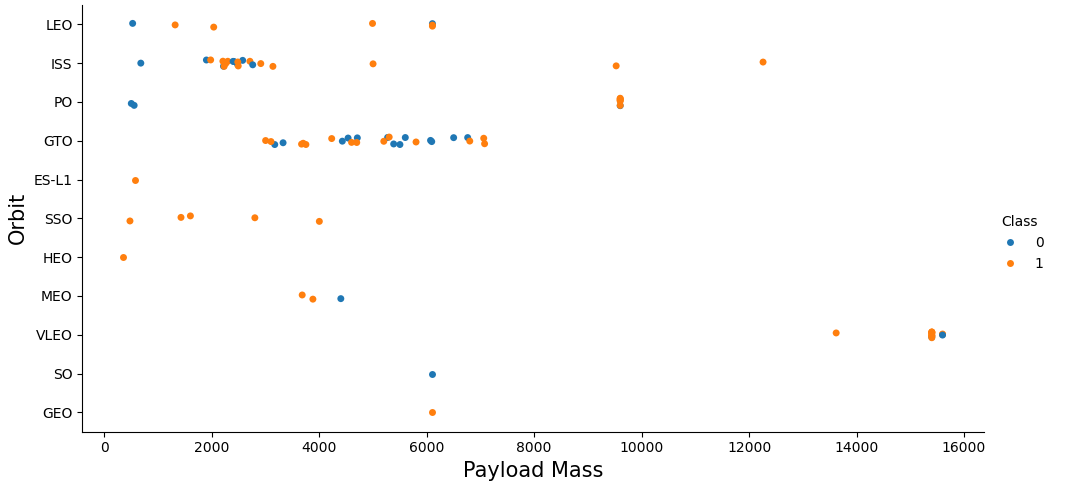 LEO
ISS
PO
GTO
ES-L1
SSO
HEO
MEO
VLEO
SO
GEO
Orbit
0 2000 4000 6000 8000 10000 12000 14000 16000
Payload Mass
Class
0
1